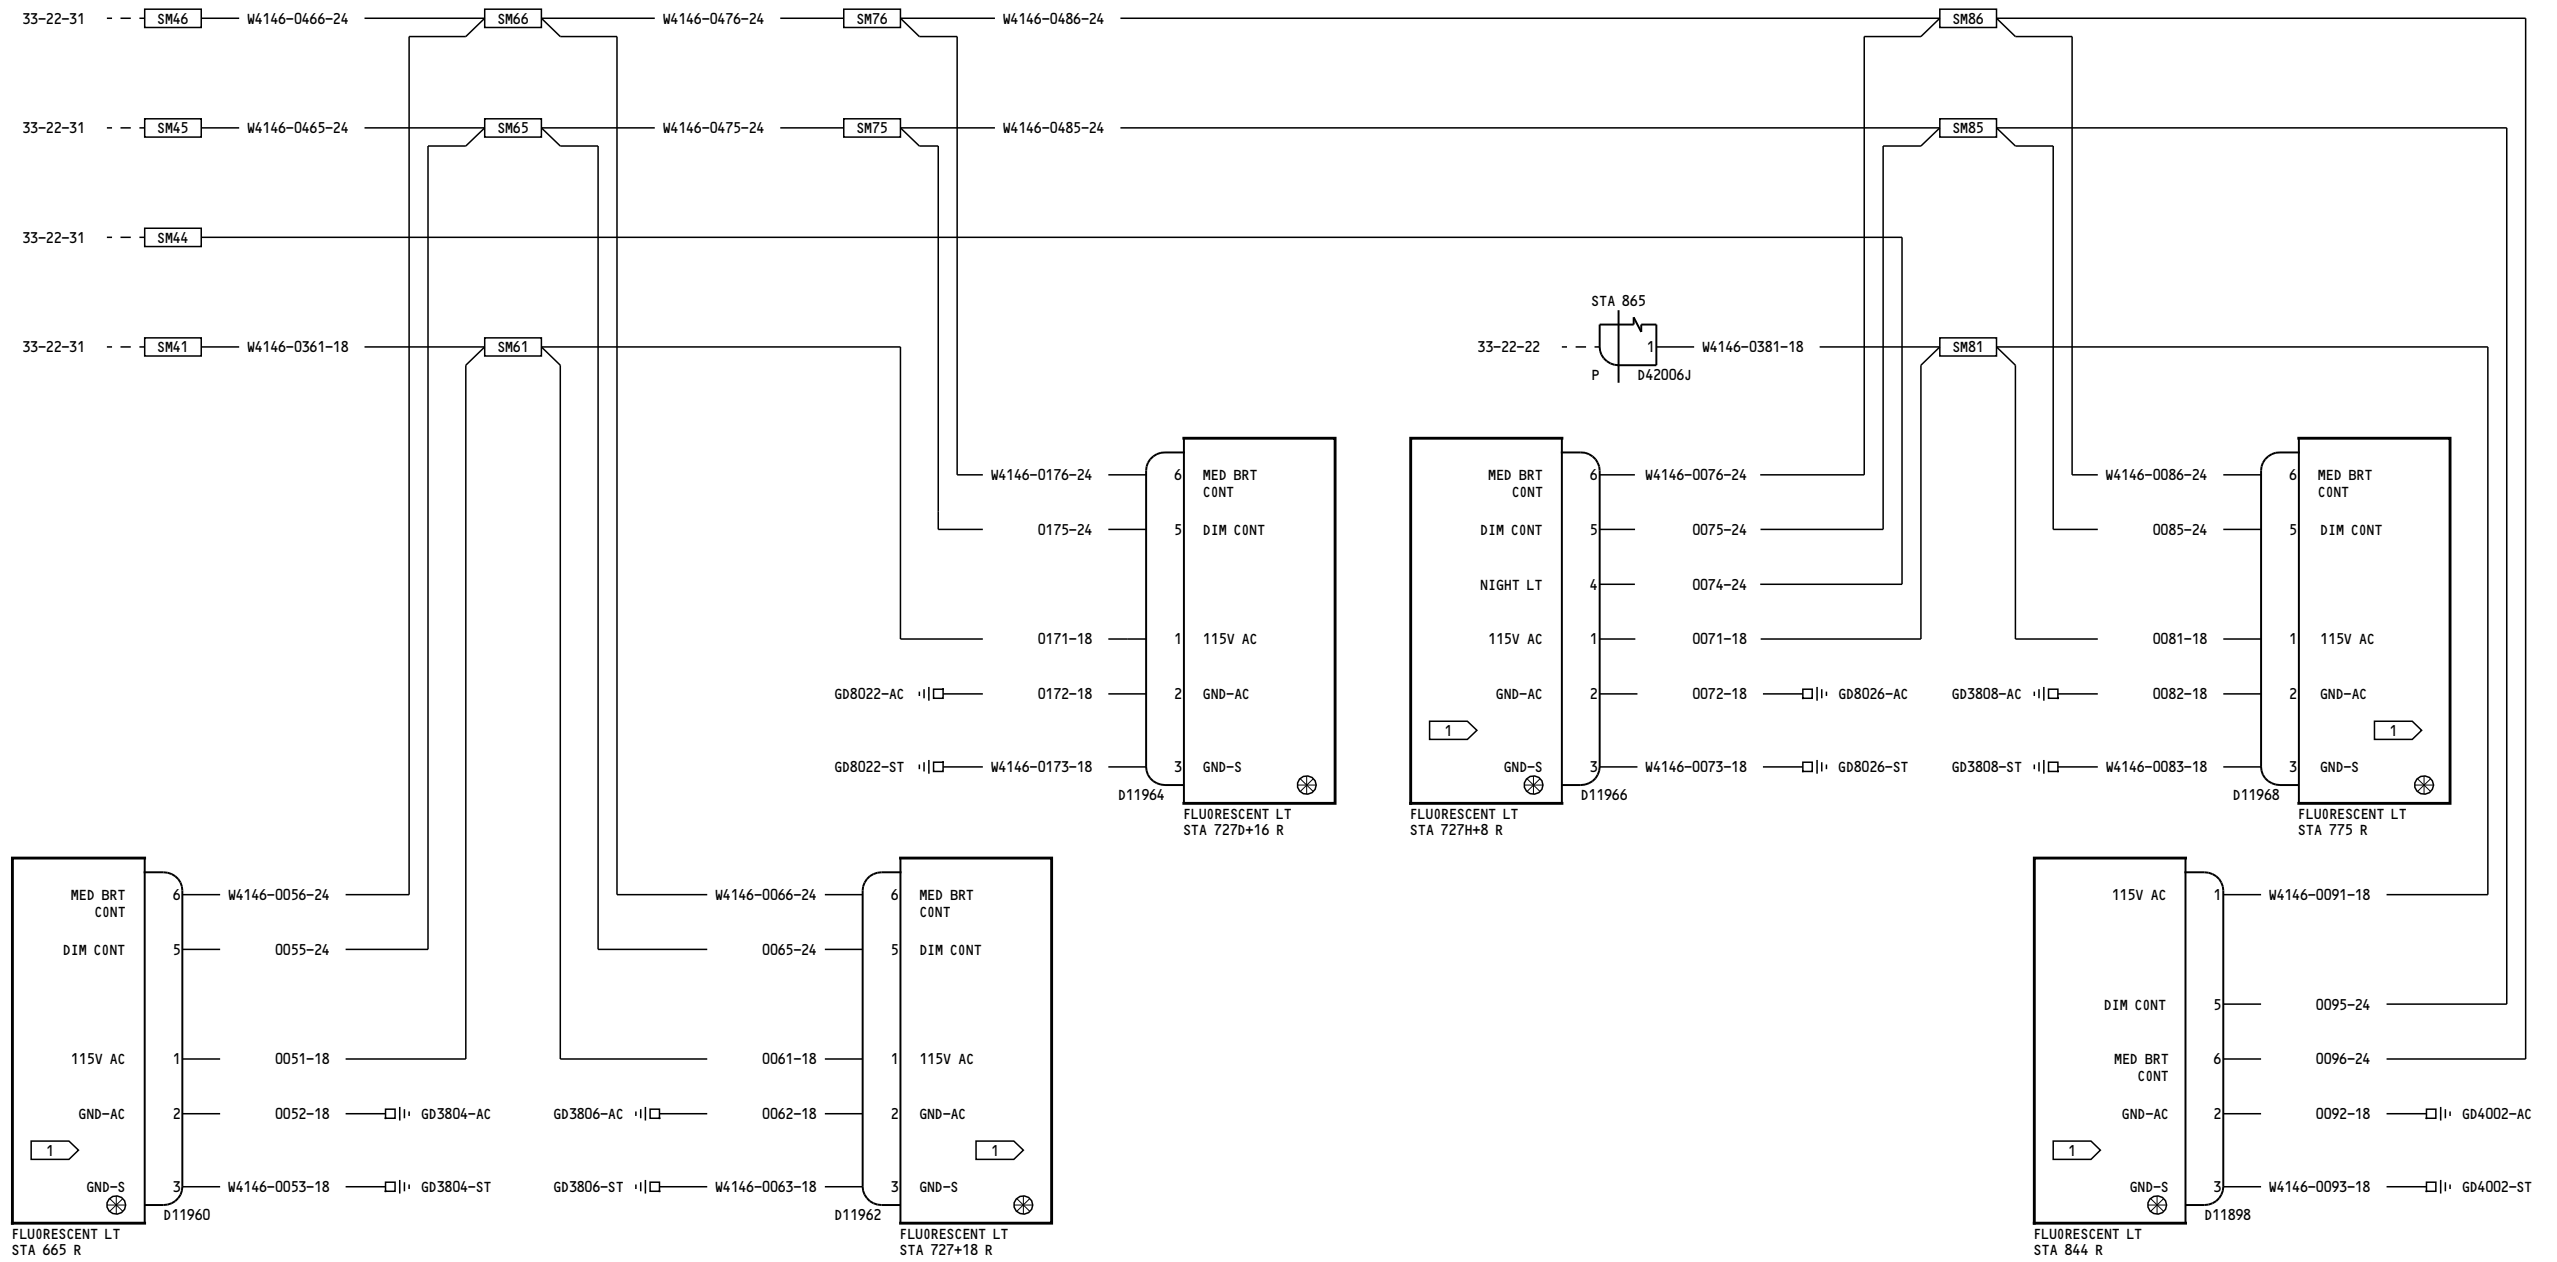 33-22-31 SM46 W4146-0466-24 SM66 W4146-0476-24 SM76 W4146-0486-24 SM86
33-22-31 SM45 W4146-0465-24 SM65 W4146-0475-24 SM75 W4146-0485-24 SM85
33-22-31 SM44
STA 865
33-22-31 SM41 W4146-0361-18 SM61 33-22-22 1 W4146-0381-18 SM81
P D42006J
W4146-0176-24 6 MED BRT
CONT
0175-24 5 DIM CONT
0171-18 1 115V AC
GD8022-AC 0172-18 2 GND-AC
GD8022-ST W4146-0173-18 3 GND-S
D11964
FLUORESCENT LT
STA 727D+16 R
MED BRT 6 W4146-0076-24
CONT
DIM CONT 5 0075-24
NIGHT LT 4 0074-24
115V AC 1 0071-18
GND-AC 2 0072-18 GD8026-AC
1
GND-S 3 W4146-0073-18 GD8026-ST
D11966
FLUORESCENT LT
STA 727H+8 R
W4146-0086-24 6 MED BRT
CONT
0085-24 5 DIM CONT
0081-18 1 115V AC
GD3808-AC 0082-18 2 GND-AC
1
GD3808-ST W4146-0083-18 3 GND-S
D11968
FLUORESCENT LT
STA 775 R
MED BRT 6 W4146-0056-24
CONT
DIM CONT 5 0055-24
115V AC 1 0051-18
GND-AC 2 0052-18 GD3804-AC
1
GND-S 3 W4146-0053-18 GD3804-ST
D11960
FLUORESCENT LT
STA 665 R
W4146-0066-24 6 MED BRT
CONT
0065-24 5 DIM CONT
0061-18 1 115V AC
GD3806-AC 0062-18 2 GND-AC
1
GD3806-ST W4146-0063-18 3 GND-S
D11962
FLUORESCENT LT
STA 727+18 R
115V AC 1 W4146-0091-18
DIM CONT 5 0095-24
MED BRT 6 0096-24
CONT
GND-AC 2 0092-18 GD4002-AC
1
GND-S 3 W4146-0093-18 GD4002-ST
D11898
FLUORESCENT LT
STA 844 R